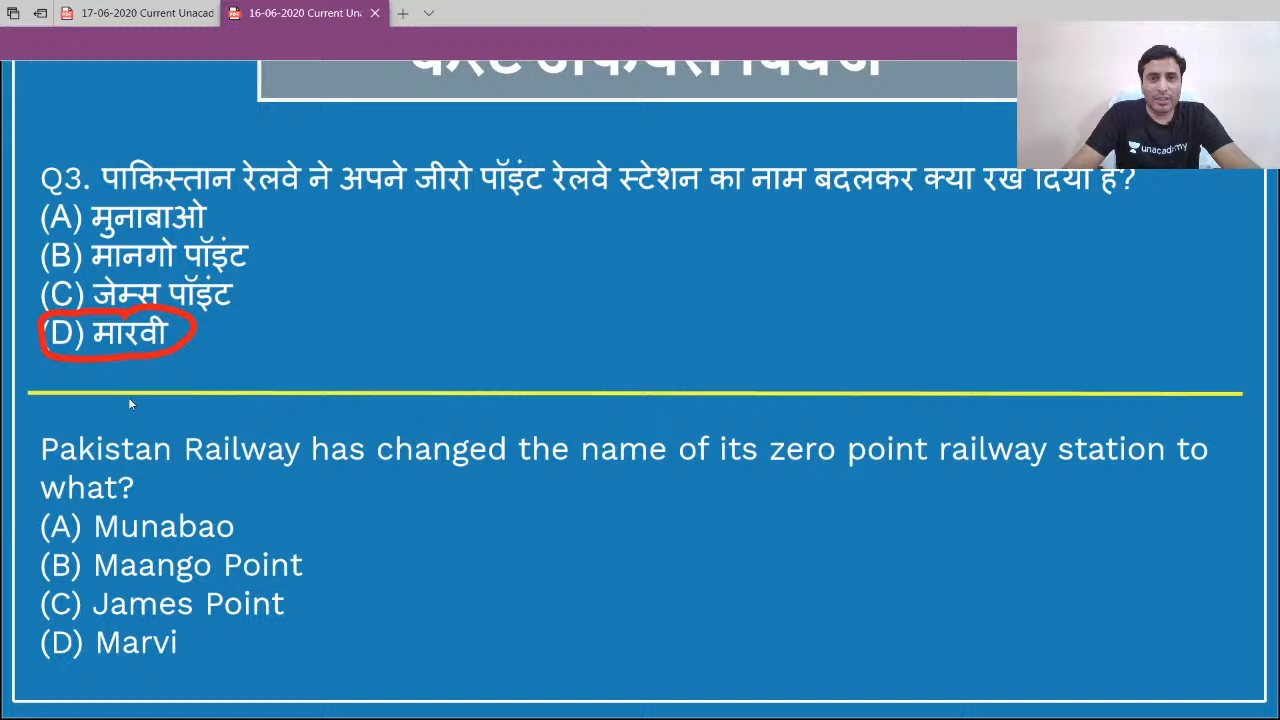 17-06-2020 Current Unacad
16-06-2020 Current Una
Q3. पाकिस्तान रेलवे ने अपने जीरो पॉइंट रेलवे स्टेशन का नाम बदलकर क्या रख दिया है?
(A) मुनाबाओ
(B) मानगो पॉइंट
(C) जेम्स पॉइंट
(D) मारवी
Pakistan Railway has changed the name of its zero point railway station to
what?
(A) Munabao
(B) Maango Point
(C) James Point
(D) Marvi
unacademy